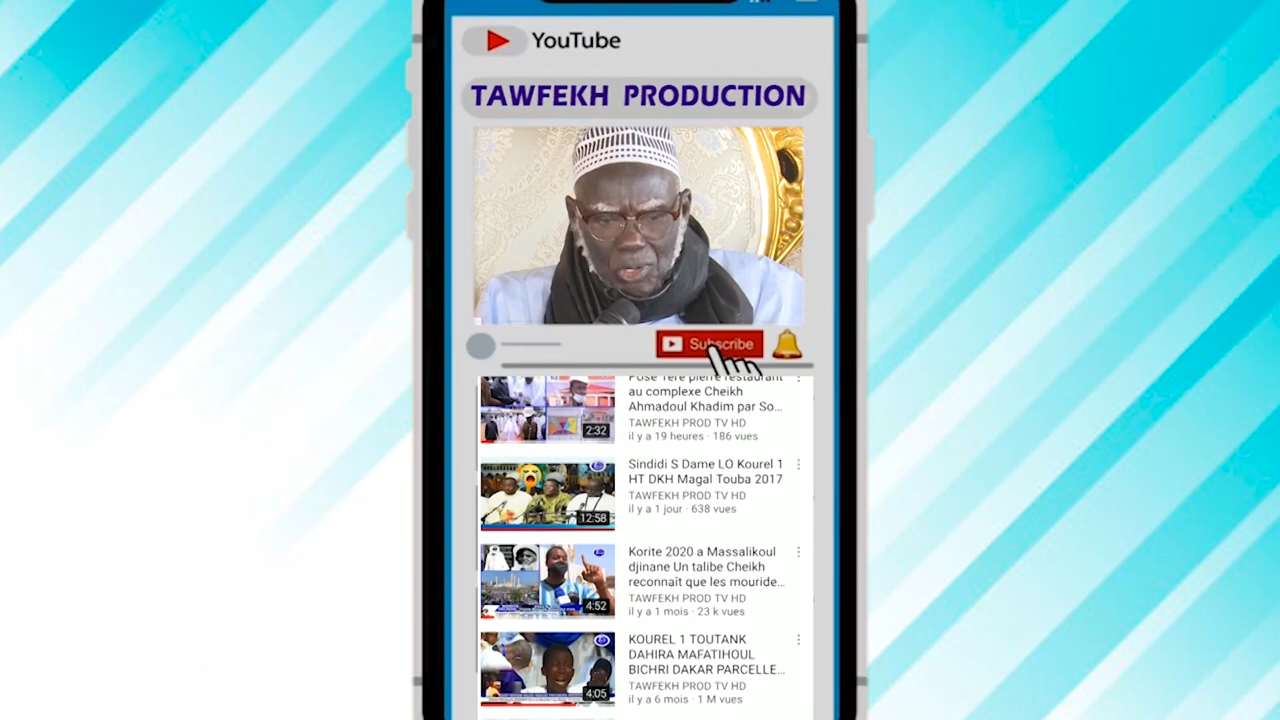 YouTube
TAWFEKH PRODUCTION
Subscribe
Pose 1ere pierre restaurant
au complexe Cheikh
Ahmadoul Khadim par So...
TAWFEKH PROD TV HD
il y a 19 heures · 186 vues
2:32
Sindidi S Dame LO Kourel 1
HT DKH Magal Touba 2017
TAWFEKH PROD TV HD
il y a 1 jour · 638 vues
12:58
Korite 2020 a Massalikoul
djinane Un talibe Cheikh
reconnaît que les mouride...
TAWFEKH PROD TV HD
il y a 1 mois · 23 k vues
4:52
KOUREL 1 TOUTANK
DAHIRA MAFATIHOUL
BICHRI DAKAR PARCELLE...
TAWFEKH PROD TV HD
il y a 6 mois · 1 M vues
4:05